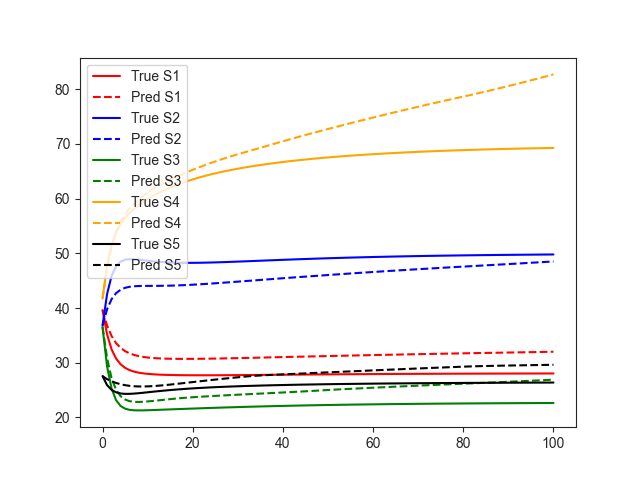 True S1
Pred S1
True S2
Pred S2
True S3
Pred S3
True S4
Pred S4
True S5
Pred S5
80
70
60
50
40
30
20
0 20 40 60 80 100